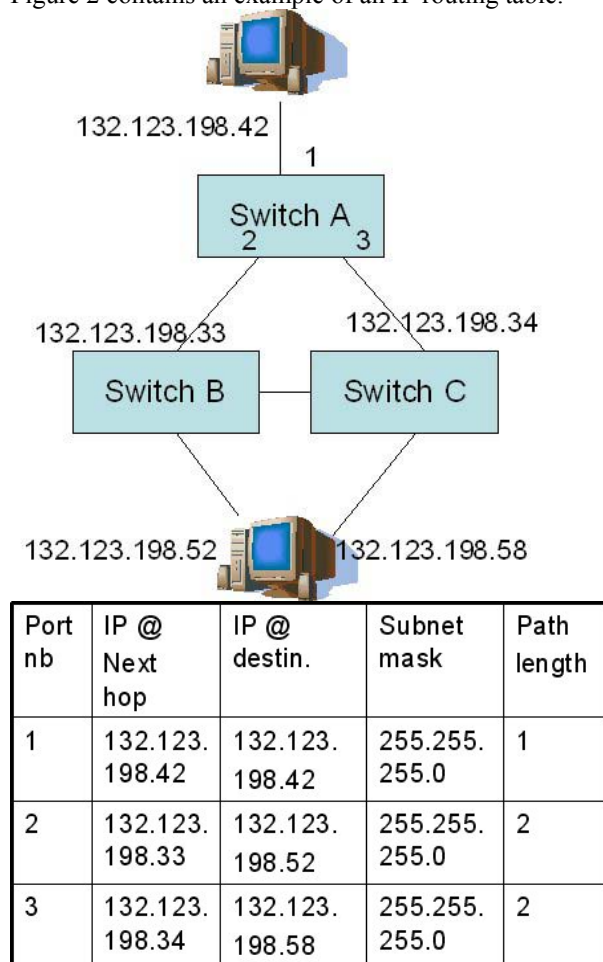 Figure 2 contains an example of an IP routing table.
132.123.198.42
1
Switch A
2
3
132.123.198.33
132.123.198.34
Switch B
Switch C
132.123.198.52
132.123.198.58
Port nb
IP @ Next hop
IP @ destin.
Subnet mask
Path length
1
132.123.198.42
132.123.198.42
255.255.255.0
1
2
132.123.198.33
132.123.198.52
255.255.255.0
2
3
132.123.198.34
132.123.198.58
255.255.255.0
2